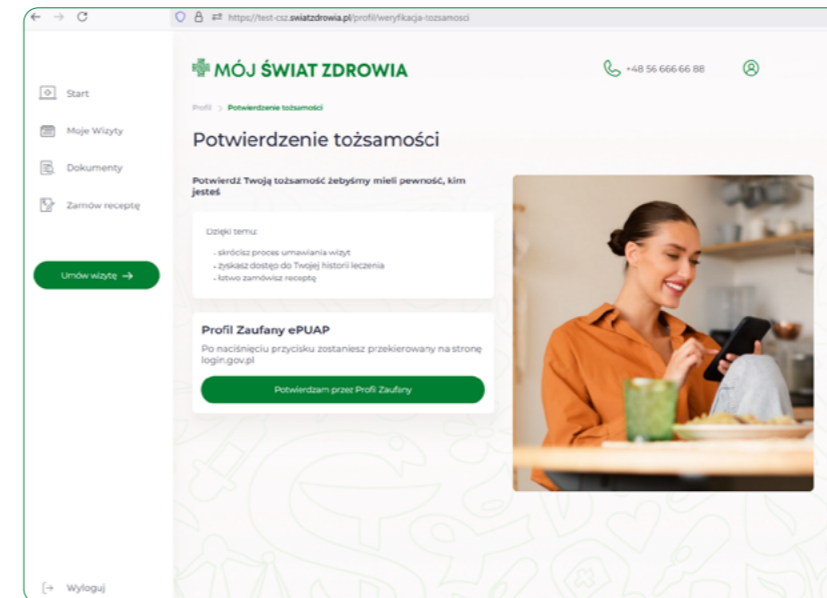 https://test-csz.swiatzdrowia.pl/profil/weryfikacja-tozsamosci
MÓJ ŚWIAT ZDROWIA
+48 56 666 66 88
Start
Moje Wizyty
Dokumenty
Zamów receptę
Umów wizytę →
Wyloguj
Profil > Potwierdzenie tożsamości
Potwierdzenie tożsamości
Potwierdź Twoją tożsamość żebyśmy mieli pewność, kim
jesteś
Dzięki temu:
- skrócisz proces umawiania wizyt
- zyskasz dostęp do Twojej historii leczenia
- łatwo zamówisz receptę
Profil Zaufany ePUAP
Po naciśnięciu przycisku zostaniesz przekierowany na stronę
login.gov.pl
Potwierdzam przez Profil Zaufany